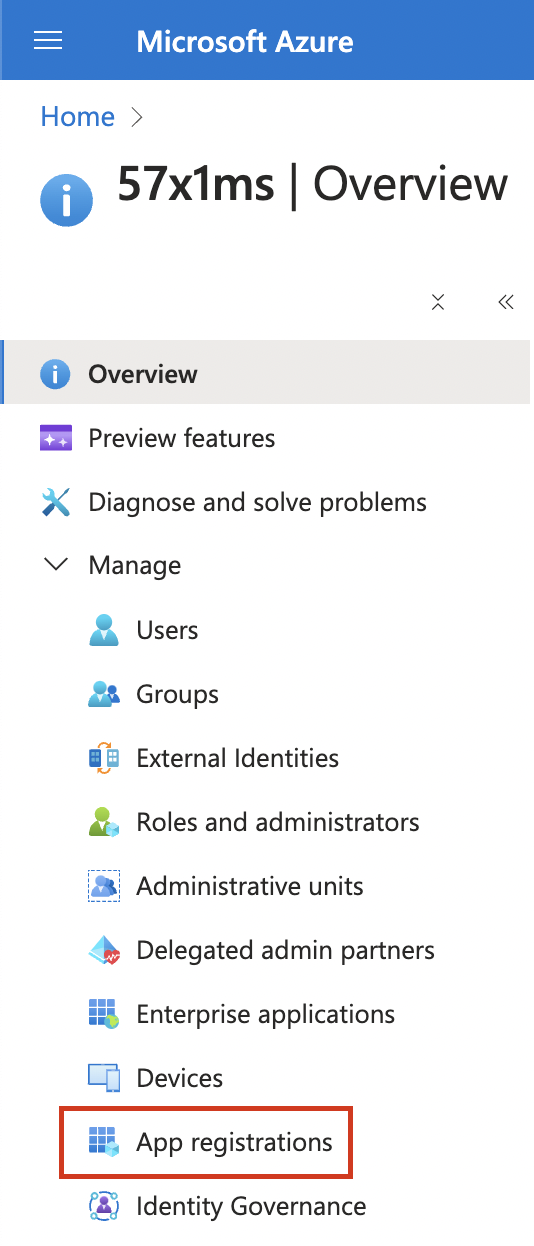 Microsoft Azure
Home
57x1ms | Overview
Overview
Preview features
Diagnose and solve problems
Manage
Users
Groups
External Identities
Roles and administrators
Administrative units
Delegated admin partners
Enterprise applications
Devices
App registrations
Identity Governance